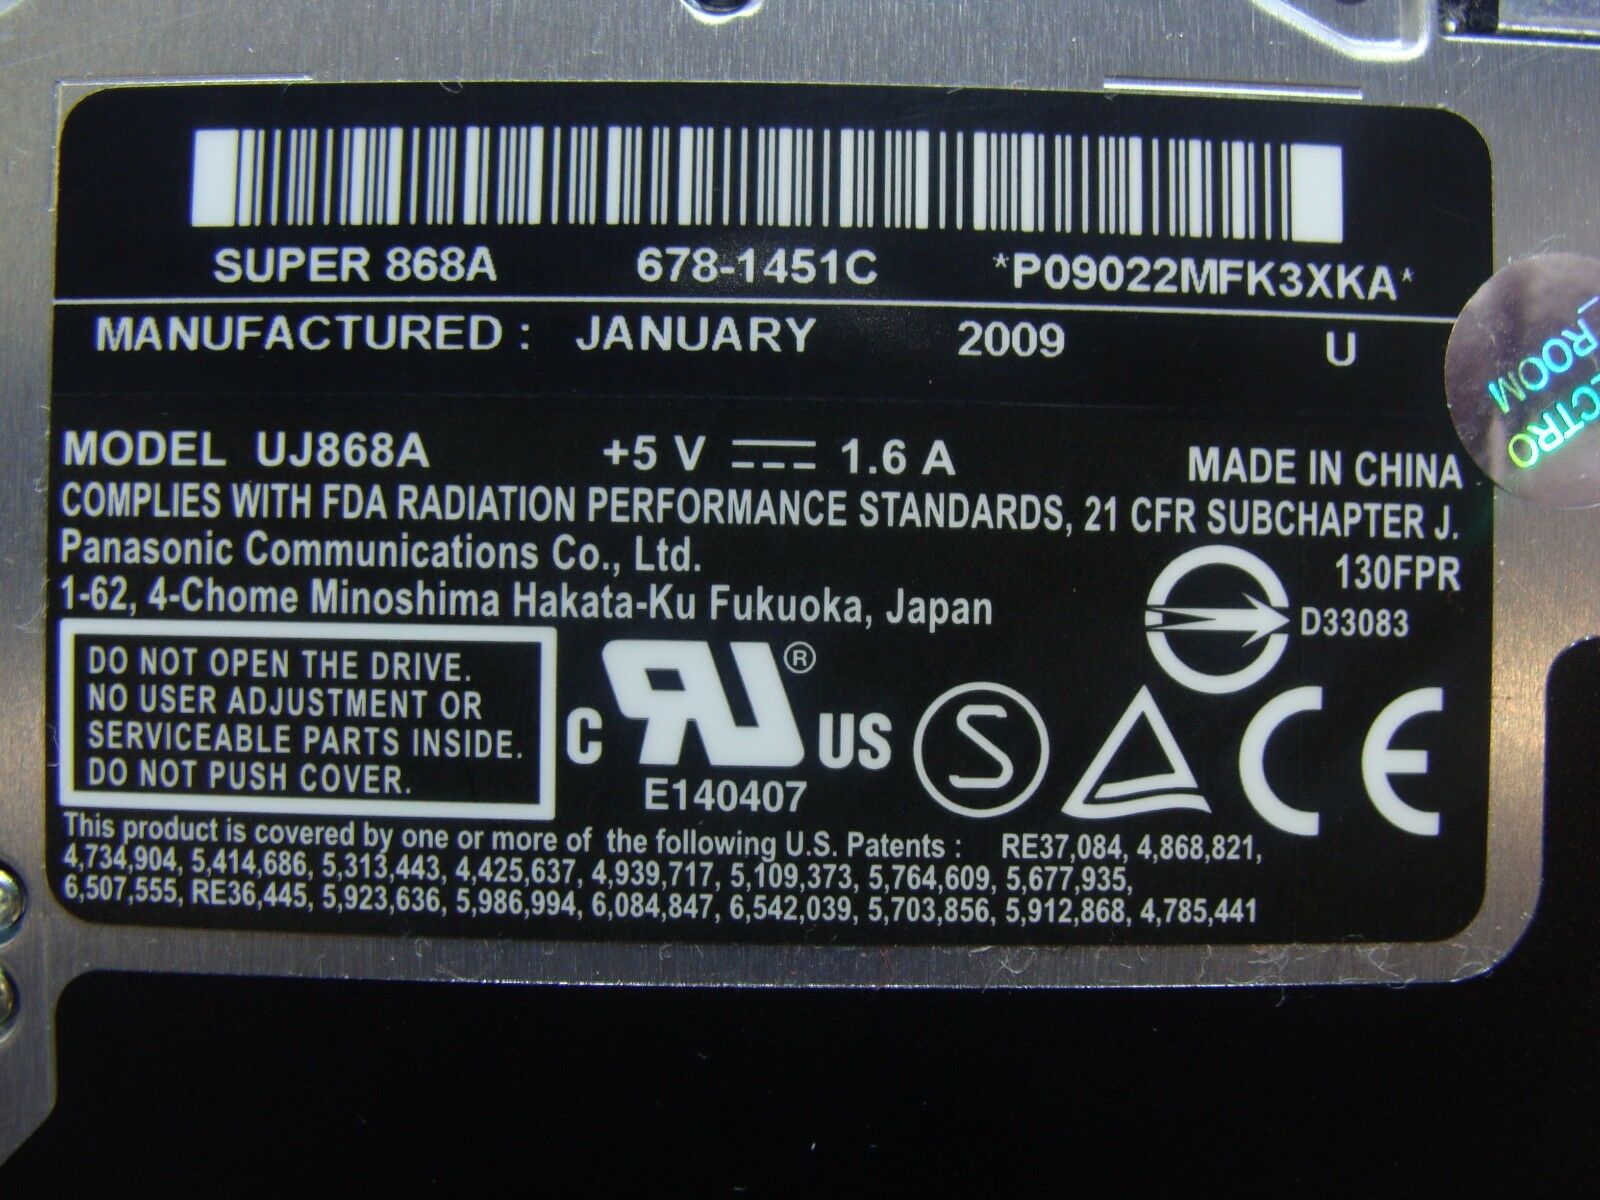 SUPER 868A 678-1451C *P09022MFK3XKA*
MANUFACTURED : JANUARY 2009 U
MODEL UJ868A +5 V 1.6 A MADE IN CHINA
COMPLIES WITH FDA RADIATION PERFORMANCE STANDARDS, 21 CFR SUBCHAPTER J.
Panasonic Communications Co., Ltd. 130FPR
1-62, 4-Chome Minoshima Hakata-Ku Fukuoka, Japan D33083
DO NOT OPEN THE DRIVE.
NO USER ADJUSTMENT OR
SERVICEABLE PARTS INSIDE.
DO NOT PUSH COVER.
C RU ® US
E140407
S
CE
This product is covered by one or more of the following U.S. Patents : RE37,084, 4,868,821,
4,734,904, 5,414,686, 5,313,443, 4,425,637, 4,939,717, 5,109,373, 5,764,609, 5,677,935,
6,507,555, RE36,445, 5,923,636, 5,986,994, 6,084,847, 6,542,039, 5,703,856, 5,912,868, 4,785,441
_ROOM